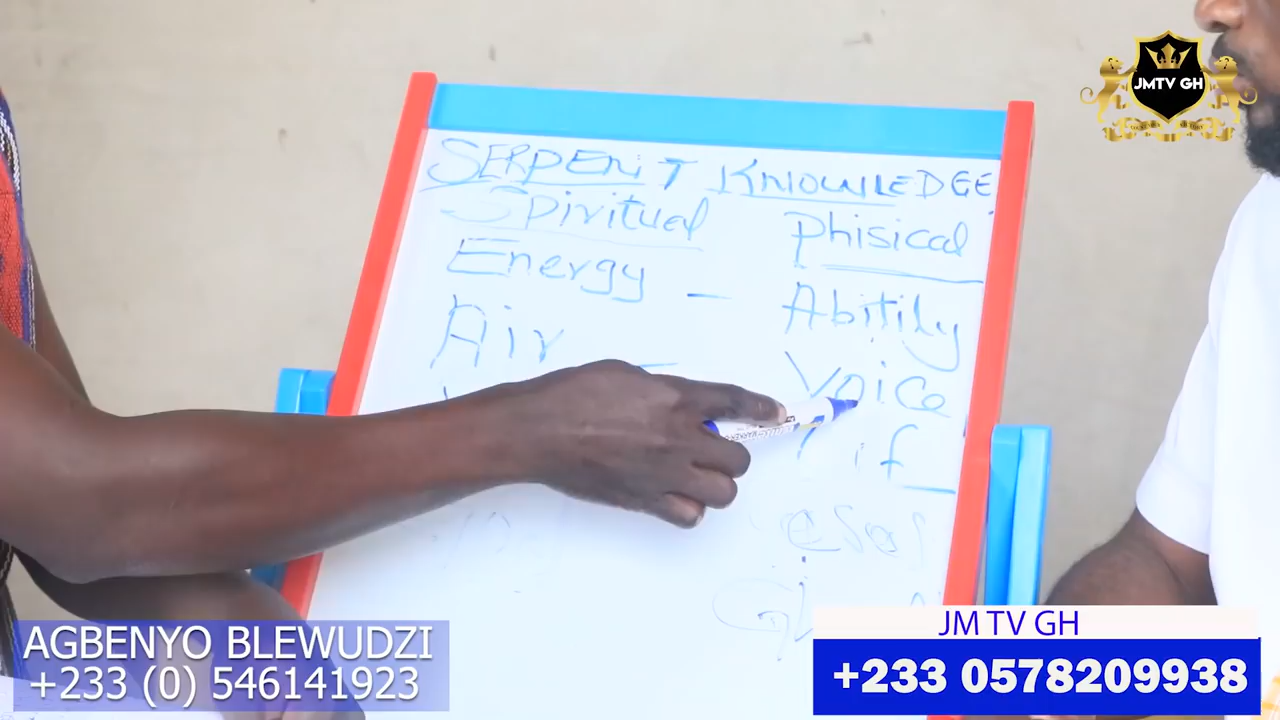 JMTV GH
SERPENT KNOWLEDGE
Spiritual Phisical
Energy – Abitily
Air – Voice
AGBENYO BLEWUDZI
+233 (0) 546141923
JM TV GH
+233 0578209938